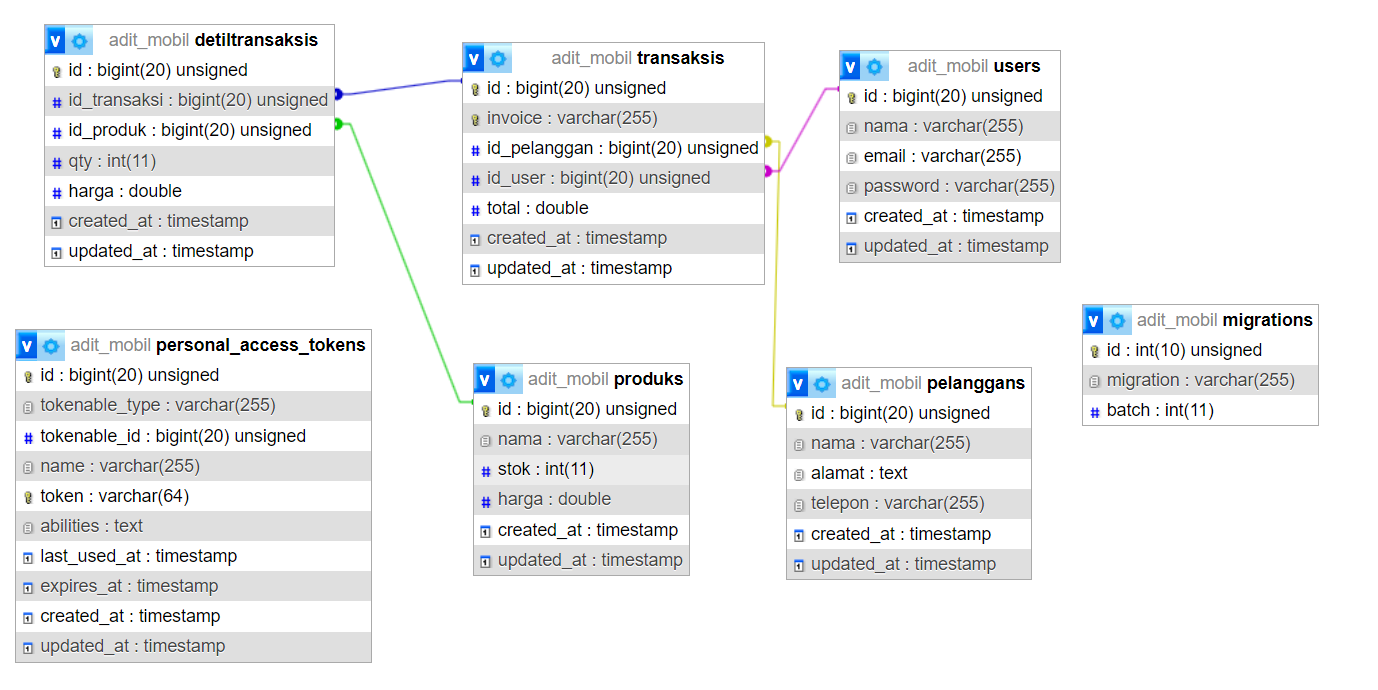 adit_mobil detiltransaksis
id : bigint(20) unsigned
id_transaksi : bigint(20) unsigned
id_produk : bigint(20) unsigned
qty : int(11)
harga : double
created_at : timestamp
updated_at : timestamp
adit_mobil transaksis
id : bigint(20) unsigned
invoice : varchar(255)
id_pelanggan : bigint(20) unsigned
id_user : bigint(20) unsigned
total : double
created_at : timestamp
updated_at : timestamp
adit_mobil users
id : bigint(20) unsigned
nama : varchar(255)
email : varchar(255)
password : varchar(255)
created_at : timestamp
updated_at : timestamp
adit_mobil personal_access_tokens
id : bigint(20) unsigned
tokenable_type : varchar(255)
tokenable_id : bigint(20) unsigned
name : varchar(255)
token : varchar(64)
abilities : text
last_used_at : timestamp
expires_at : timestamp
created_at : timestamp
updated_at : timestamp
adit_mobil produks
id : bigint(20) unsigned
nama : varchar(255)
stok : int(11)
harga : double
created_at : timestamp
updated_at : timestamp
adit_mobil pelanggans
id : bigint(20) unsigned
nama : varchar(255)
alamat : text
telepon : varchar(255)
created_at : timestamp
updated_at : timestamp
adit_mobil migrations
id : int(10) unsigned
migration : varchar(255)
batch : int(11)